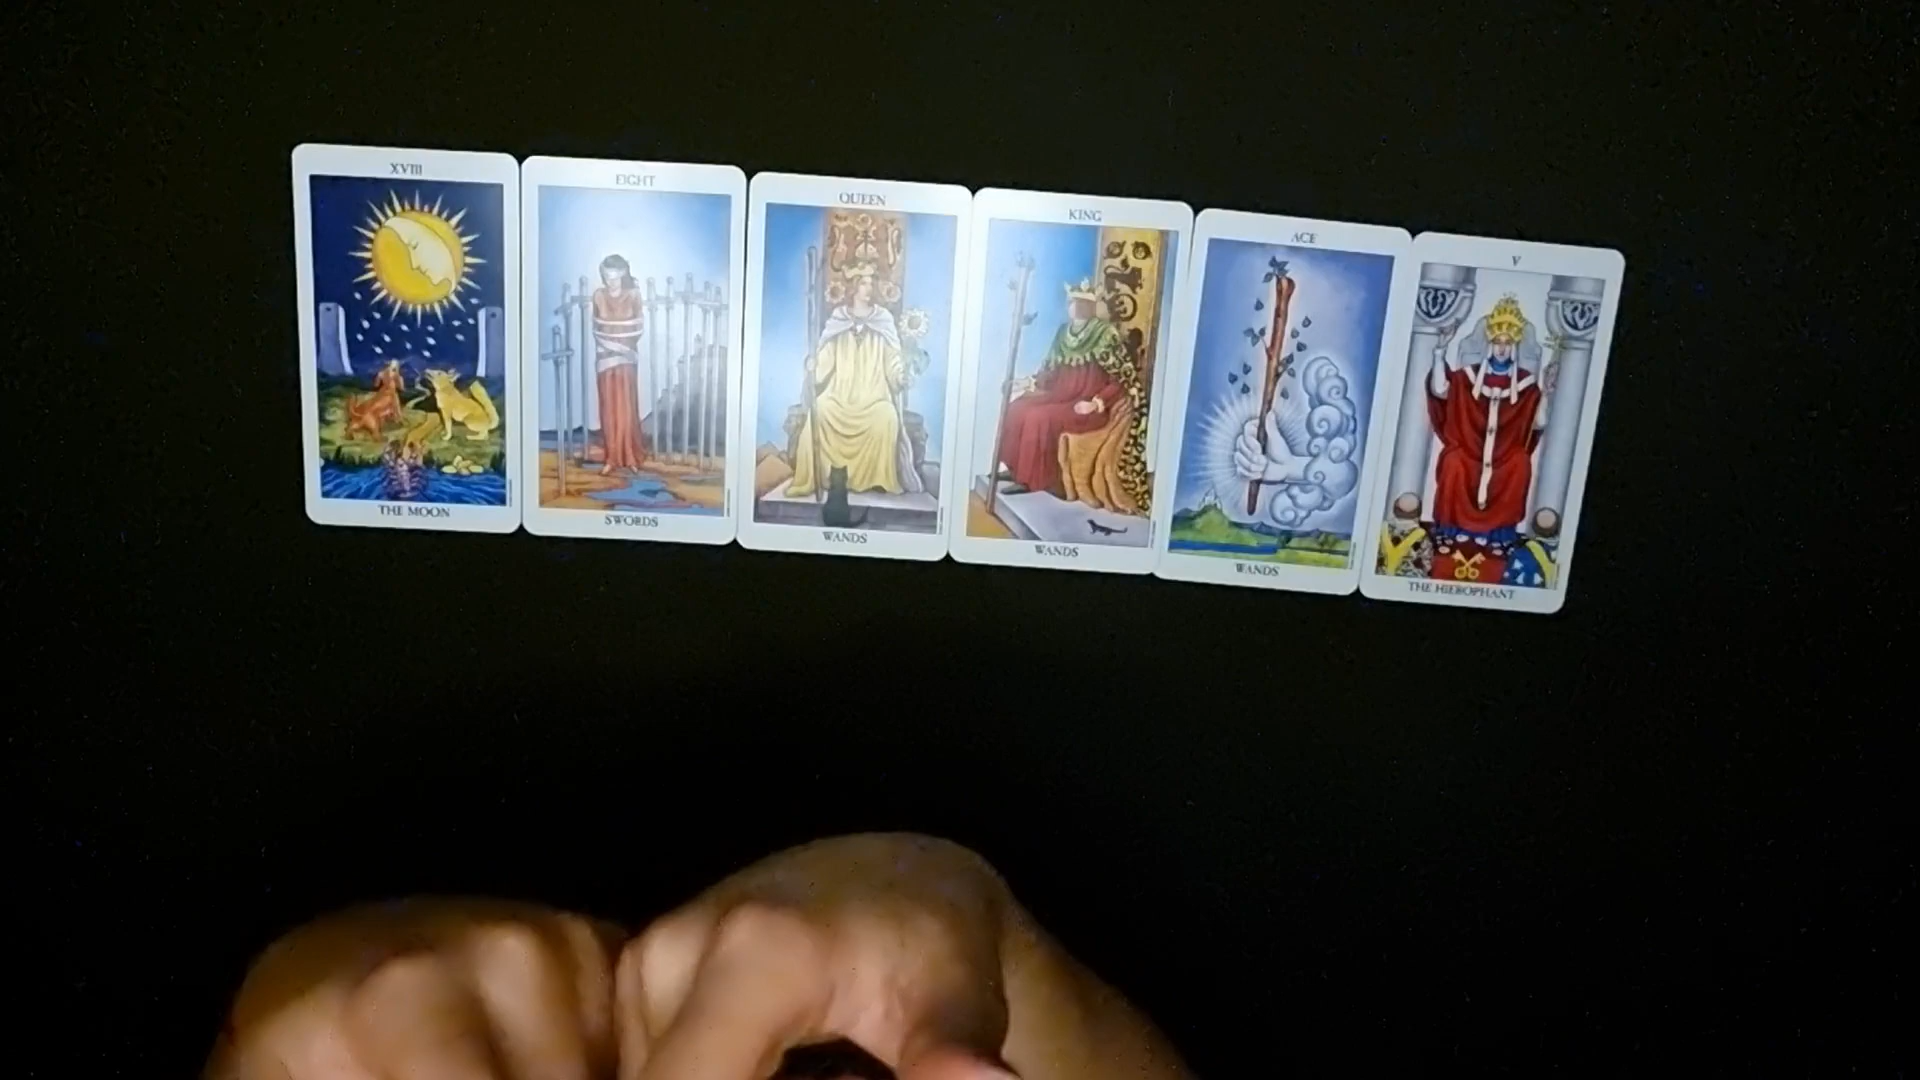 XVIII
THE MOON
EIGHT
SWORDS
QUEEN
WANDS
KING
WANDS
ACE
WANDS
V
THE HIEROPHANT